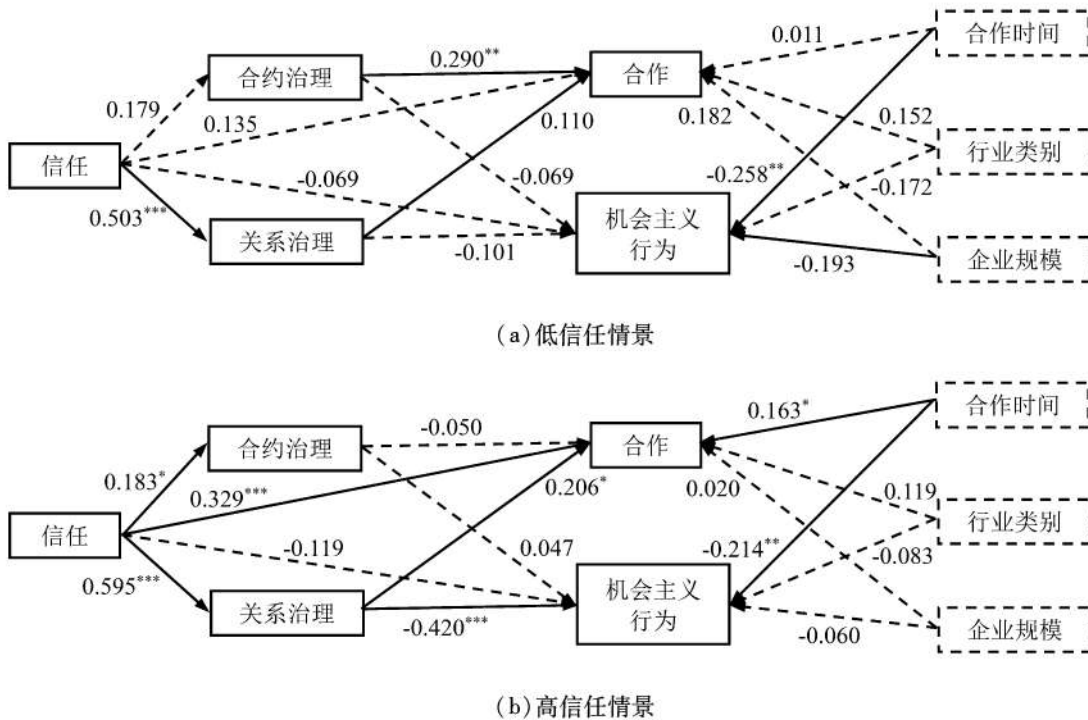 合作时间
0.011
合约治理
0.290**
合作
0.179
0.135
0.110
0.182
0.152
信任
行业类别
-0.069
-0.069
-0.258**
-0.172
0.503***
关系治理
机会主义
行为
-0.101
-0.193
企业规模
(a)低信任情景
合作时间
0.163*
合约治理
-0.050
合作
0.183*
0.329***
0.206*
0.020
0.119
信任
行业类别
-0.119
0.047
-0.214**
-0.083
0.595***
关系治理
机会主义
行为
-0.420***
-0.060
企业规模
(b)高信任情景